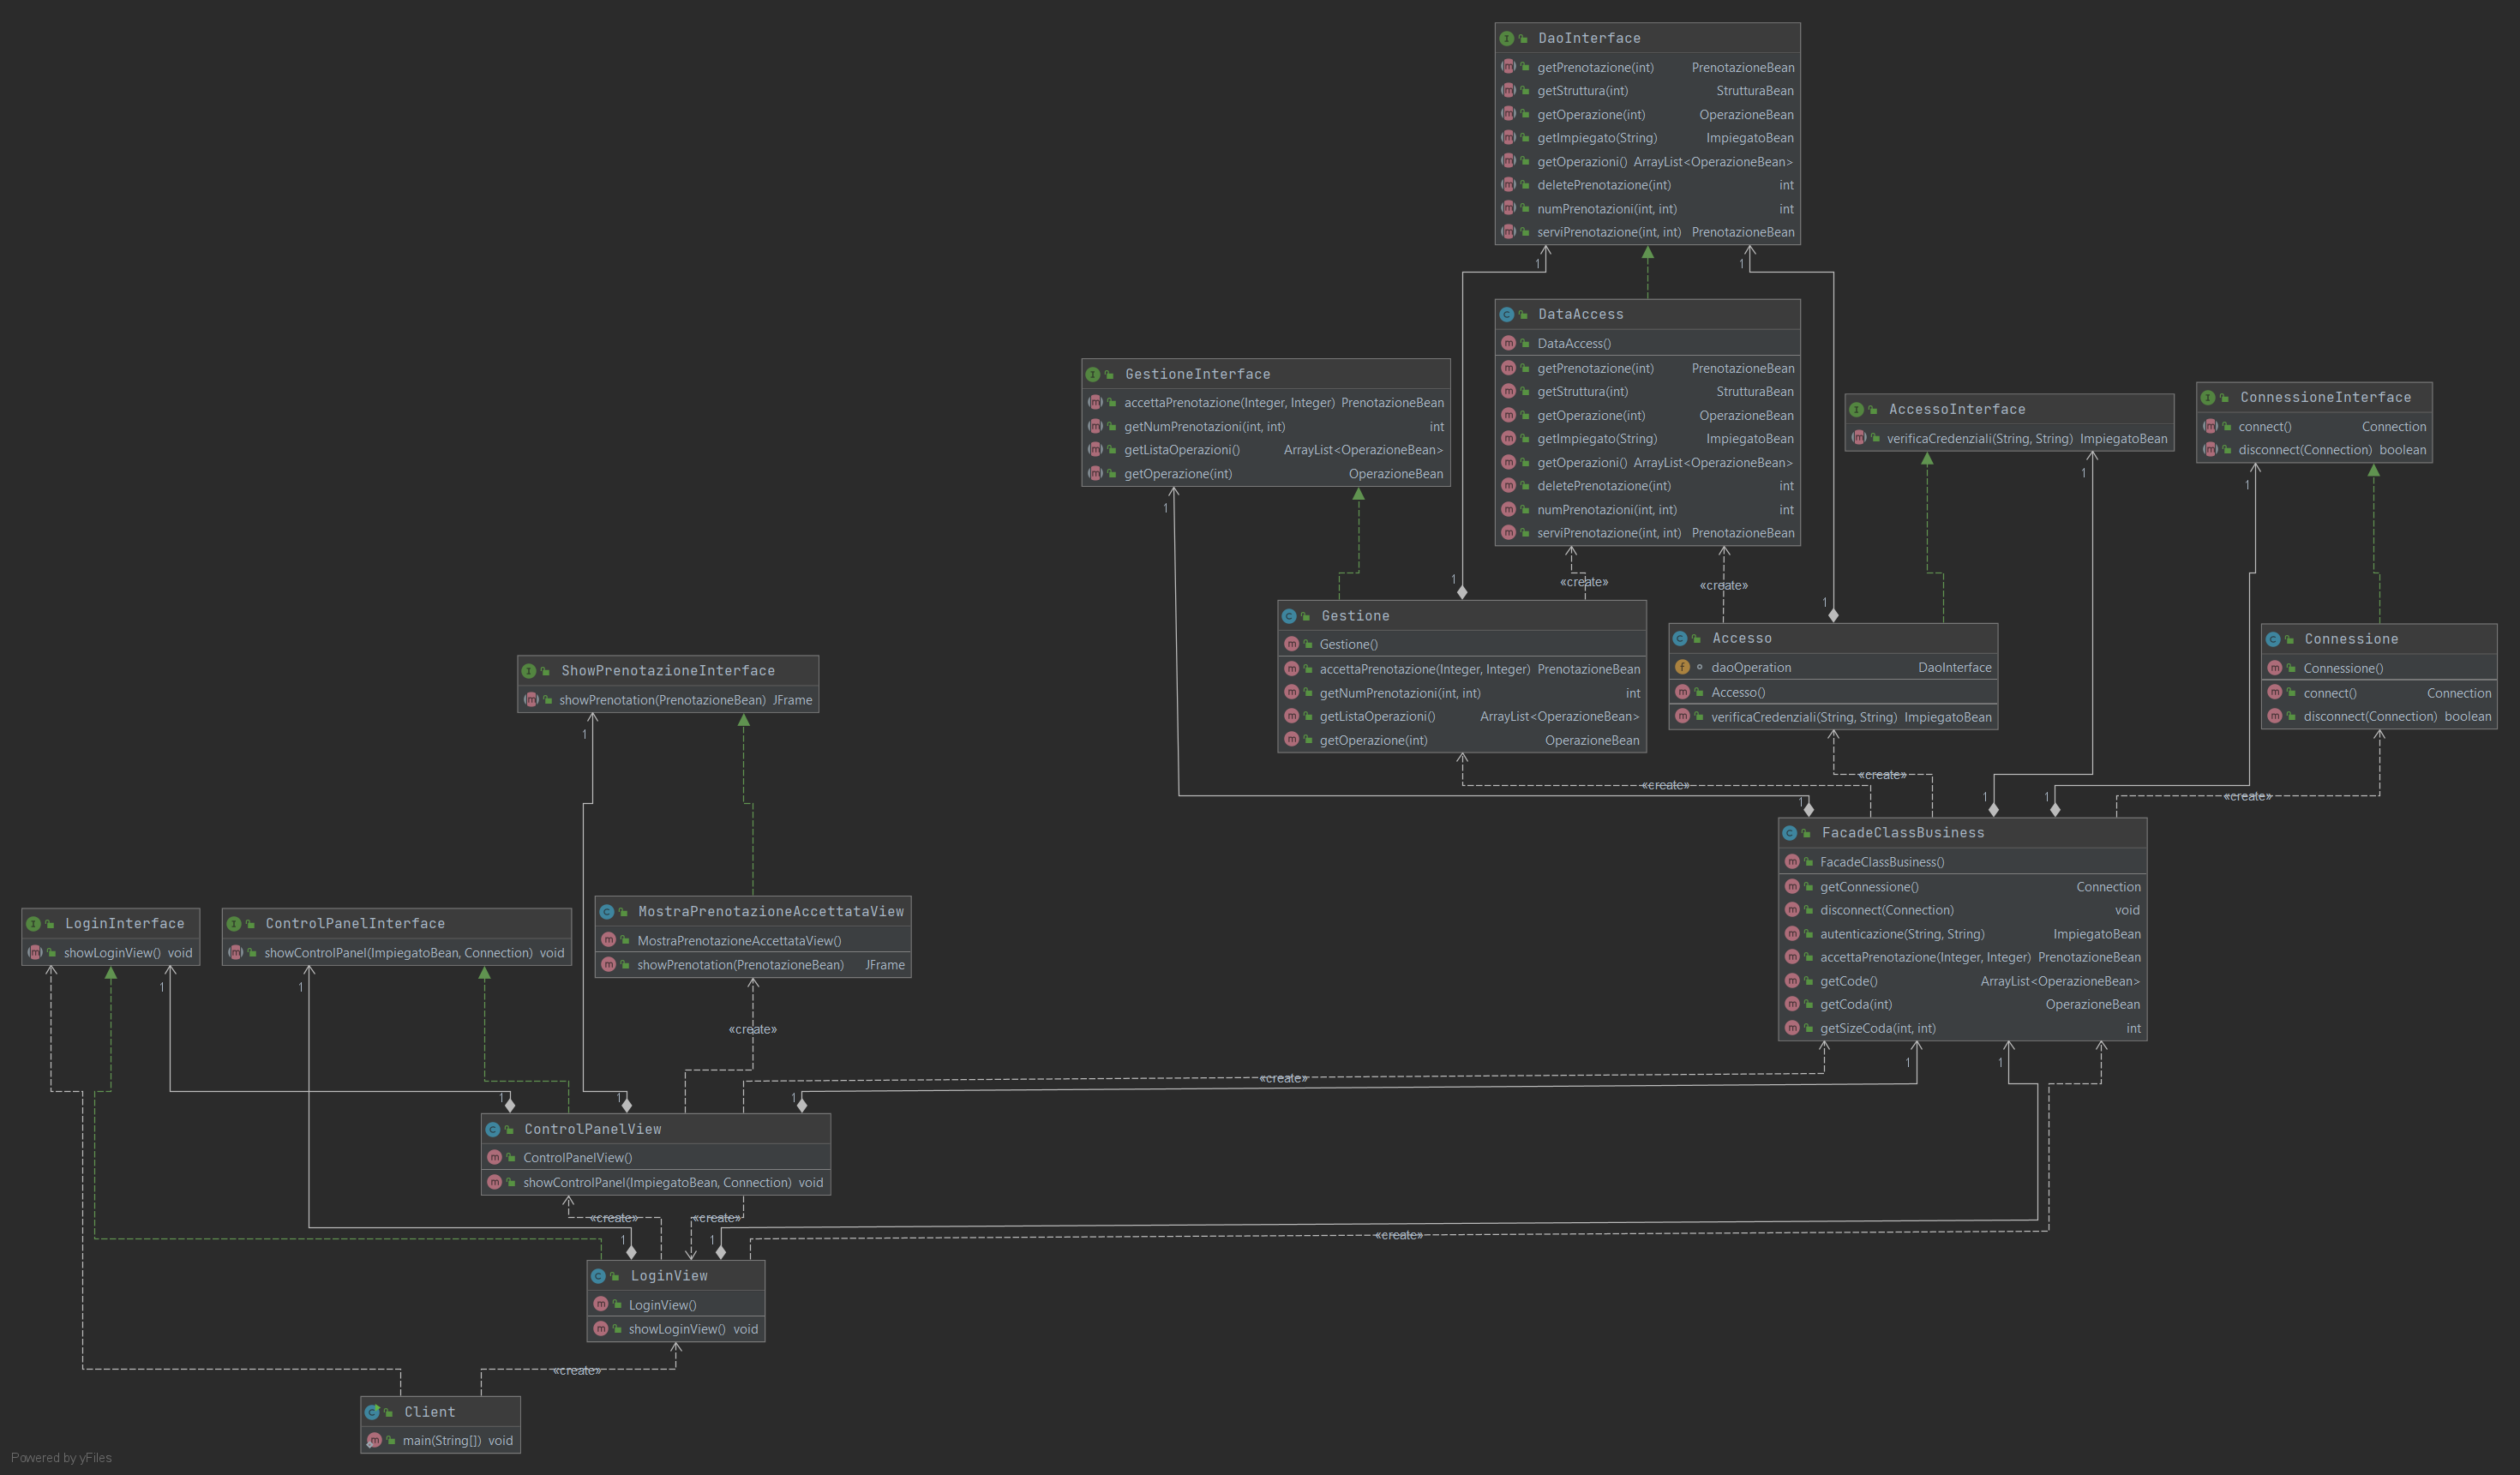 DaoInterface
getPrenotazione(int) PrenotazioneBean
getStruttura(int) StrutturaBean
getOperazione(int) OperazioneBean
getImpiegato(String) ImpiegatoBean
getOperazioni() ArrayList<OperazioneBean>
deletePrenotazione(int) int
numPrenotazioni(int, int) int
serviPrenotazione(int, int) PrenotazioneBean
1
1
DataAccess
DataAccess()
getPrenotazione(int) PrenotazioneBean
getStruttura(int) StrutturaBean
getOperazione(int) OperazioneBean
getImpiegato(String) ImpiegatoBean
getOperazioni() ArrayList<OperazioneBean>
deletePrenotazione(int) int
numPrenotazioni(int, int) int
serviPrenotazione(int, int) PrenotazioneBean
GestioneInterface
accettaPrenotazione(Integer, Integer) PrenotazioneBean
getNumPrenotazioni(int, int) int
getListaOperazioni() ArrayList<OperazioneBean>
getOperazione(int) OperazioneBean
1
AccessoInterface
verificaCredenziali(String, String) ImpiegatoBean
1
ConnessioneInterface
connect() Connection
disconnect(Connection) boolean
1
1
«create»
«create»
1
Gestione
Gestione()
accettaPrenotazione(Integer, Integer) PrenotazioneBean
getNumPrenotazioni(int, int) int
getListaOperazioni() ArrayList<OperazioneBean>
getOperazione(int) OperazioneBean
Accesso
daoOperation DaoInterface
Accesso()
verificaCredenziali(String, String) ImpiegatoBean
Connessione
Connessione()
connect() Connection
disconnect(Connection) boolean
ShowPrenotazioneInterface
showPrenotation(PrenotazioneBean) JFrame
1
«create»
«create»
«create»
1
1
1
FacadeClassBusiness
FacadeClassBusiness()
getConnessione() Connection
disconnect(Connection) void
autenticazione(String, String) ImpiegatoBean
accettaPrenotazione(Integer, Integer) PrenotazioneBean
getCode() ArrayList<OperazioneBean>
getCoda(int) OperazioneBean
getSizeCoda(int, int) int
1
1
LoginInterface
showLoginView() void
1
ControlPanelInterface
showControlPanel(ImpiegatoBean, Connection) void
1
MostraPrenotazioneAccettataView
MostraPrenotazioneAccettataView()
showPrenotation(PrenotazioneBean) JFrame
«create»
«create»
1
1
1
ControlPanelView
ControlPanelView()
showControlPanel(ImpiegatoBean, Connection) void
«create»
«create»
«create»
1
1
LoginView
LoginView()
showLoginView() void
«create»
Client
main(String[]) void
Powered by yFiles